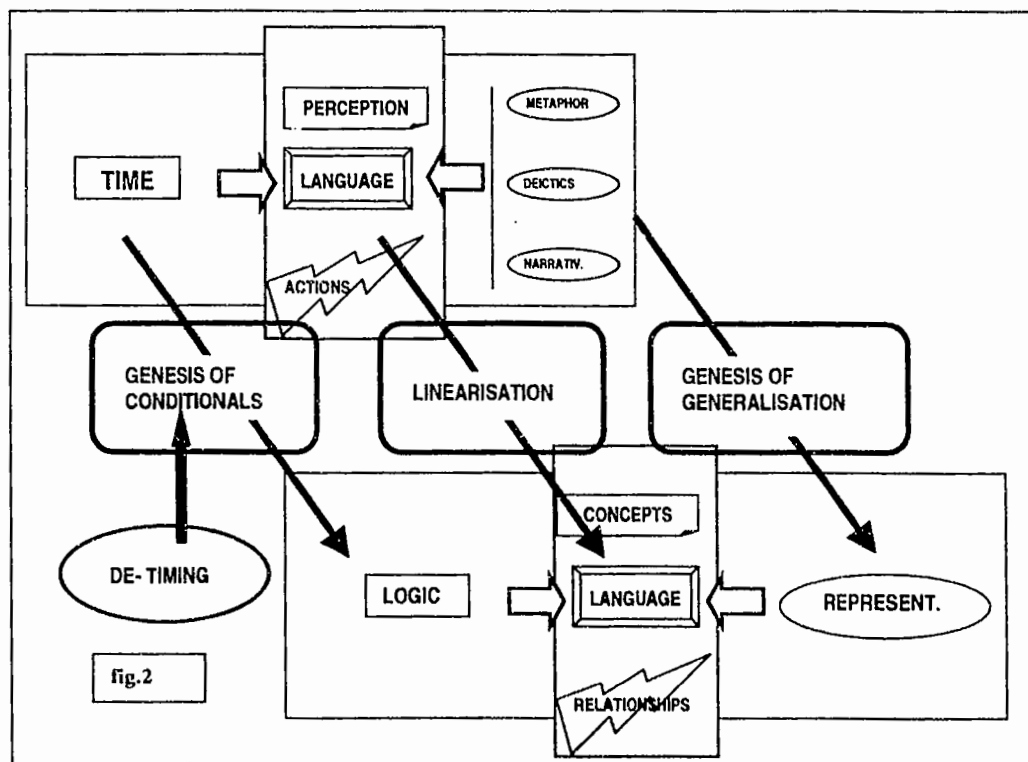 PERCEPTION
METAPHOR
TIME
LANGUAGE
DEICTICS
ACTIONS
NARRATIV.
GENESIS OF
CONDITIONALS
LINEARISATION
GENESIS OF
GENERALISATION
CONCEPTS
DE-TIMING
LOGIC
LANGUAGE
REPRESENT.
fig.2
RELATIONSHIPS